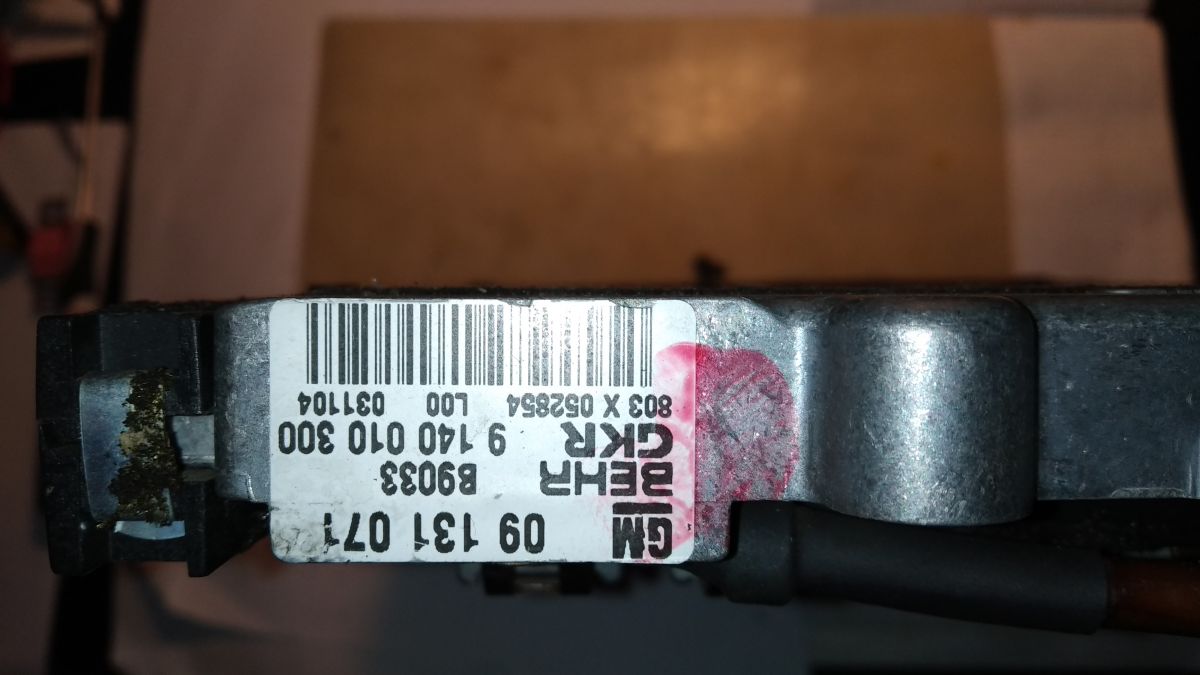 GM 09 131 071
BEHR B9033
GKR 9 140 010 300
803 X 052854 L00 031104